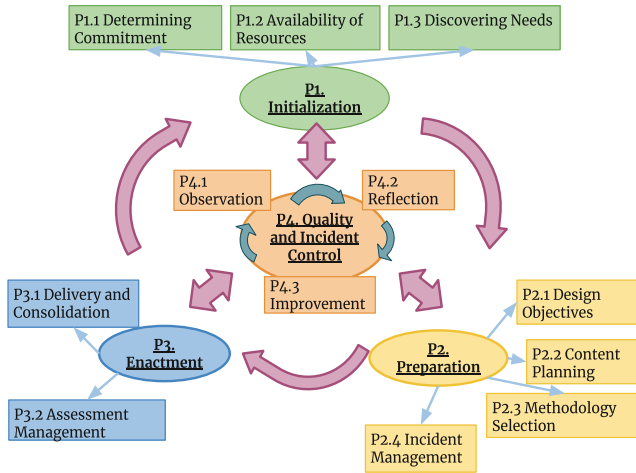 P1.1 Determining
Commitment
P1.2 Availability of
Resources
P1.3 Discovering Needs
P1.
Initialization
P4.1
Observation
P4.2
Reflection
P4. Quality
and Incident
Control
P4.3
Improvement
P3.1 Delivery and
Consolidation
P3.
Enactment
P3.2 Assessment
Management
P2.
Preparation
P2.1 Design
Objectives
P2.2 Content
Planning
P2.3 Methodology
Selection
P2.4 Incident
Management